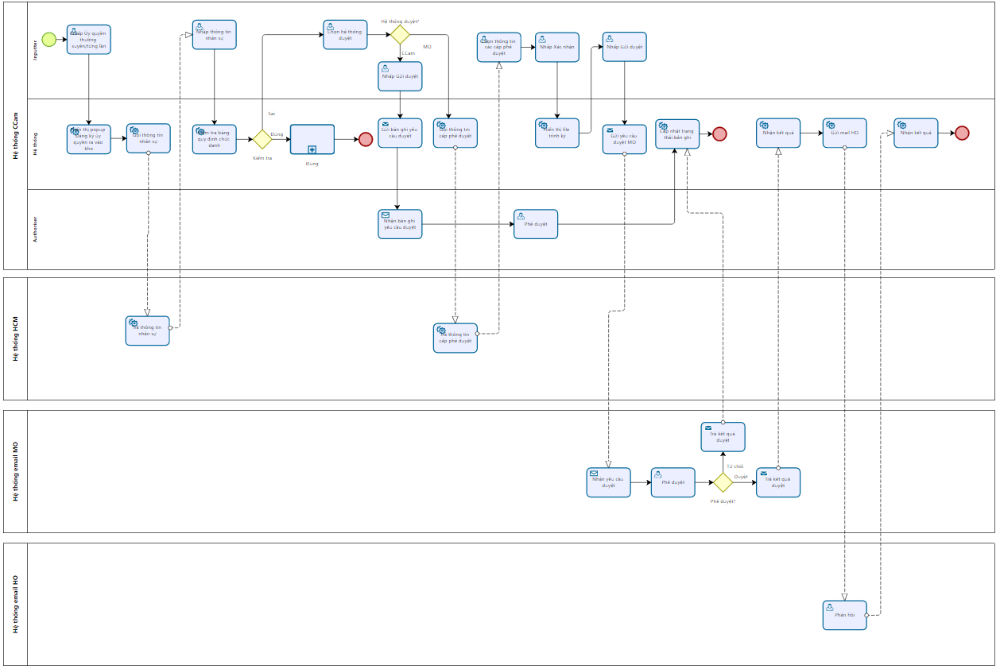 Hệ thống CCam
Inputter
Nhấp Ủy quyền
thường
xuyên/từng lần
Nhập thông tin
nhân sự
Chọn hệ thống
duyệt
Hệ thống duyệt?
MO
CCam
Nhấp Gửi duyệt
Chọn thông tin
các cấp phê
duyệt
Nhấp Xác nhận
Nhấp Gửi duyệt
Hệ thống
Hiển thị popup
Đăng ký ủy
quyền ra vào
kho
Gọi thông tin
nhân sự
Kiểm tra bảng
quy định chức
danh
Sai
Đúng
Kiểm tra
Đúng
Gửi bản ghi yêu
cầu duyệt
Gọi thông tin
cấp phê duyệt
Hiển thị file
trình ký
Gửi yêu cầu
duyệt MO
Cập nhật trạng
thái bản ghi
Nhận kết quả
Gửi mail HO
Nhận kết quả
Authoriser
Nhận bản ghi
yêu cầu duyệt
Phê duyệt
Hệ thống HCM
Trả thông tin
nhân sự
Trả thông tin
cấp phê duyệt
Hệ thống email MO
Nhận yêu cầu
duyệt
Phê duyệt
Phê duyệt?
Từ chối
Duyệt
Trả kết quả
duyệt
Trả kết quả
duyệt
Hệ thống email HO
Phản hồi